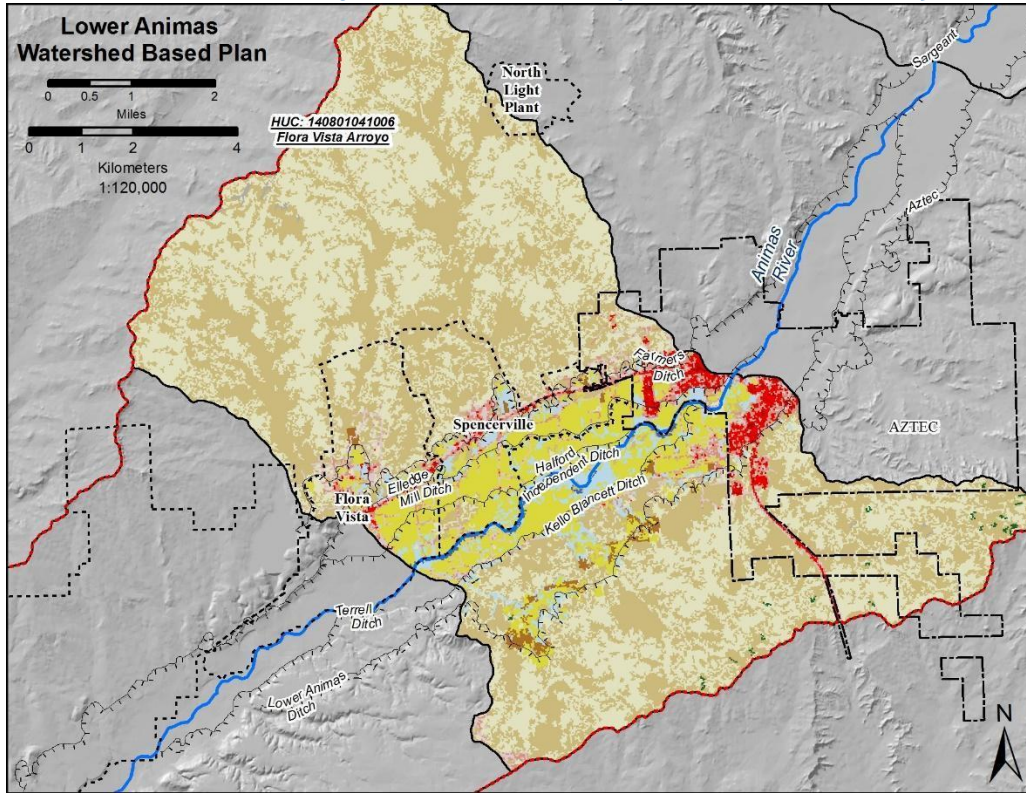 Lower Animas
Watershed Based Plan
0 0.5 1 2
Miles
0 1 2 4
Kilometers
1:120,000
HUC: 140801041006
Flora Vista Arroyo
North
Light
Plant
Sargeant
Aztec
Animas
River
Farmers
Ditch
Spencerville
AZTEC
Halford
Independent Ditch
Elledge
Mill Ditch
Kello Blancett Ditch
Flora
Vista
Terrell
Ditch
Lower Animas
Ditch
N